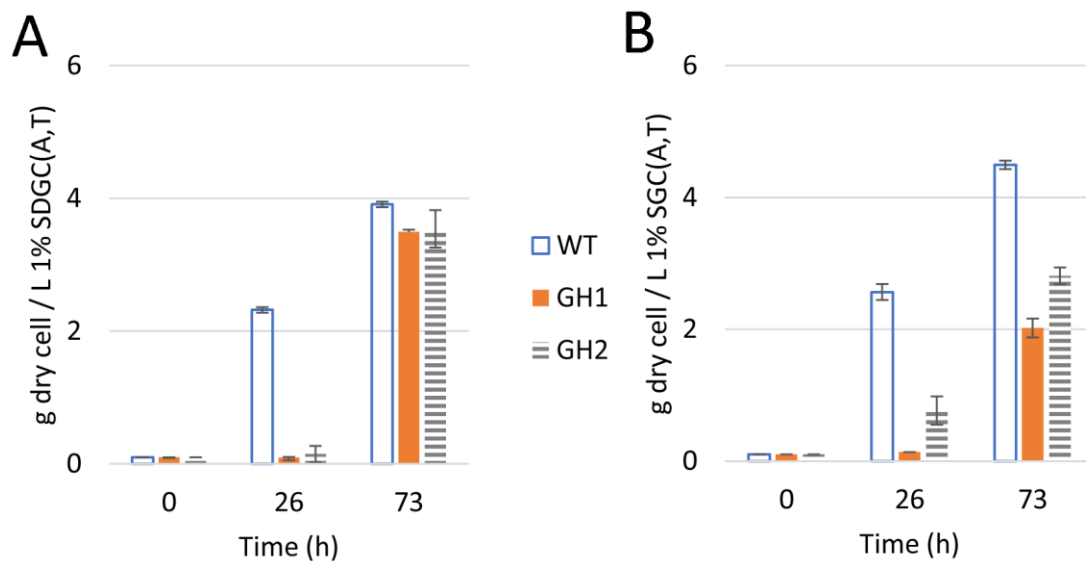 A
6
4
2
0
g dry cell / L 1% SDGC(A,T)
0 26 73
Time (h)
WT
GH1
GH2
B
6
4
2
0
g dry cell / L 1% SGC(A,T)
0 26 73
Time (h)